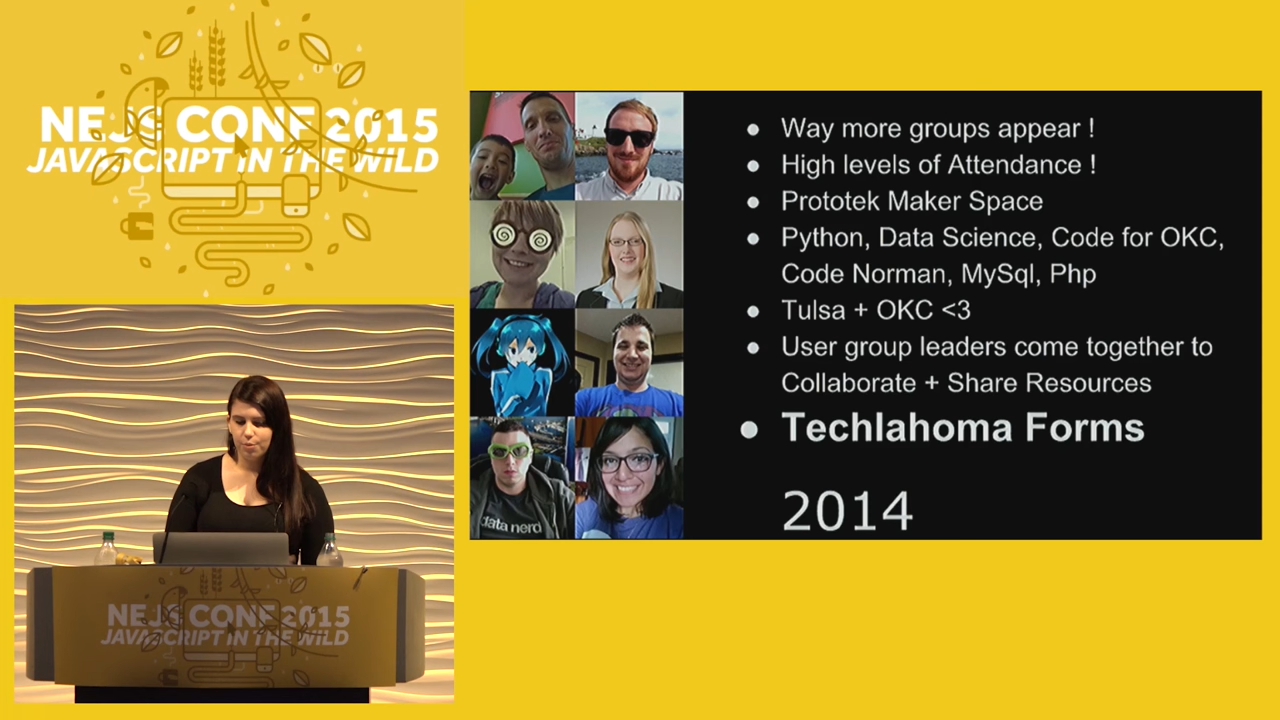 NEJS CONF 2015
JAVASCRIPT IN THE WILD
Way more groups appear !
High levels of Attendance !
Prototek Maker Space
Python, Data Science, Code for OKC,
Code Norman, MySql, Php
Tulsa + OKC <3
User group leaders come together to
Collaborate + Share Resources
Techlahoma Forms
2014
data nerd
NEJS CONF 2015
JAVASCRIPT IN THE WILD